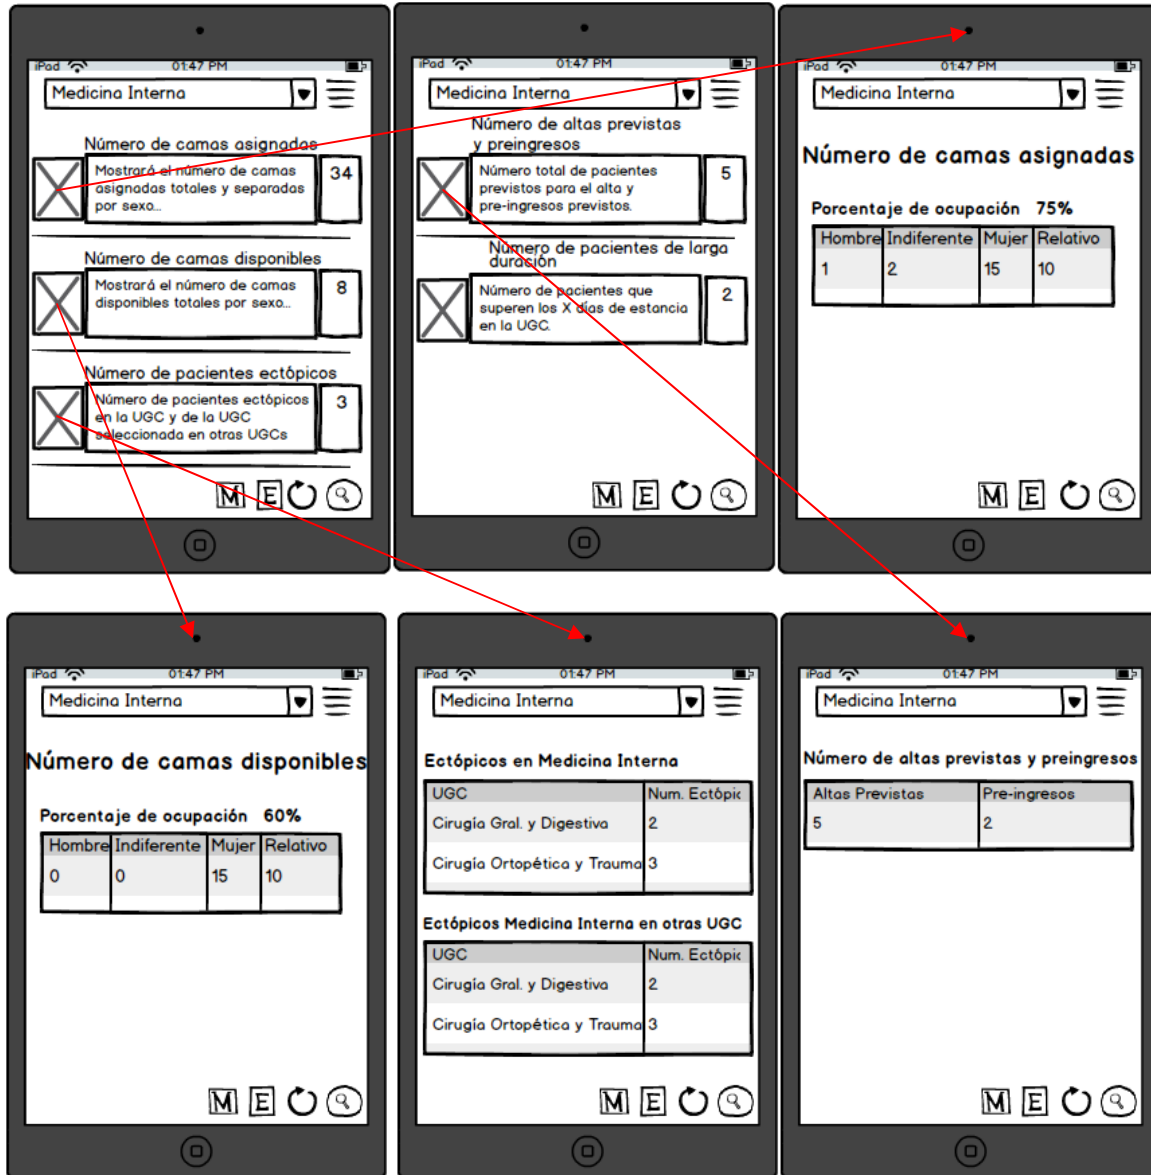 iPad 01:47 PM
Medicina Interna
Número de camas asignadas
Mostrará el número de camas
asignadas totales y separadas
por sexo...
34
Número de camas disponibles
Mostrará el número de camas
disponibles totales por sexo...
8
Número de pacientes ectópicos
Número de pacientes ectópicos
en la UGC y de la UGC
seleccionada en otras UGCs
3
M E
iPad 01:47 PM
Medicina Interna
Número de altas previstas
y preingresos
Número total de pacientes
previstos para el alta y
pre-ingresos previstos.
5
Número de pacientes de larga
duración
Número de pacientes que
superen los X días de estancia
en la UGC.
2
M E
iPad 01:47 PM
Medicina Interna
Número de camas asignadas
Porcentaje de ocupación 75%
Hombre Indiferente Mujer Relativo
1 2 15 10
M E
iPad 01:47 PM
Medicina Interna
Número de camas disponibles
Porcentaje de ocupación 60%
Hombre Indiferente Mujer Relativo
0 0 15 10
M E
iPad 01:47 PM
Medicina Interna
Ectópicos en Medicina Interna
UGC Num. Ectópic
Cirugía Gral. y Digestiva 2
Cirugía Ortopética y Trauma 3
Ectópicos Medicina Interna en otras UGC
UGC Num. Ectópic
Cirugía Gral. y Digestiva 2
Cirugía Ortopética y Trauma 3
M E
iPad 01:47 PM
Medicina Interna
Número de altas previstas y preingresos
Altas Previstas Pre-ingresos
5 2
M E